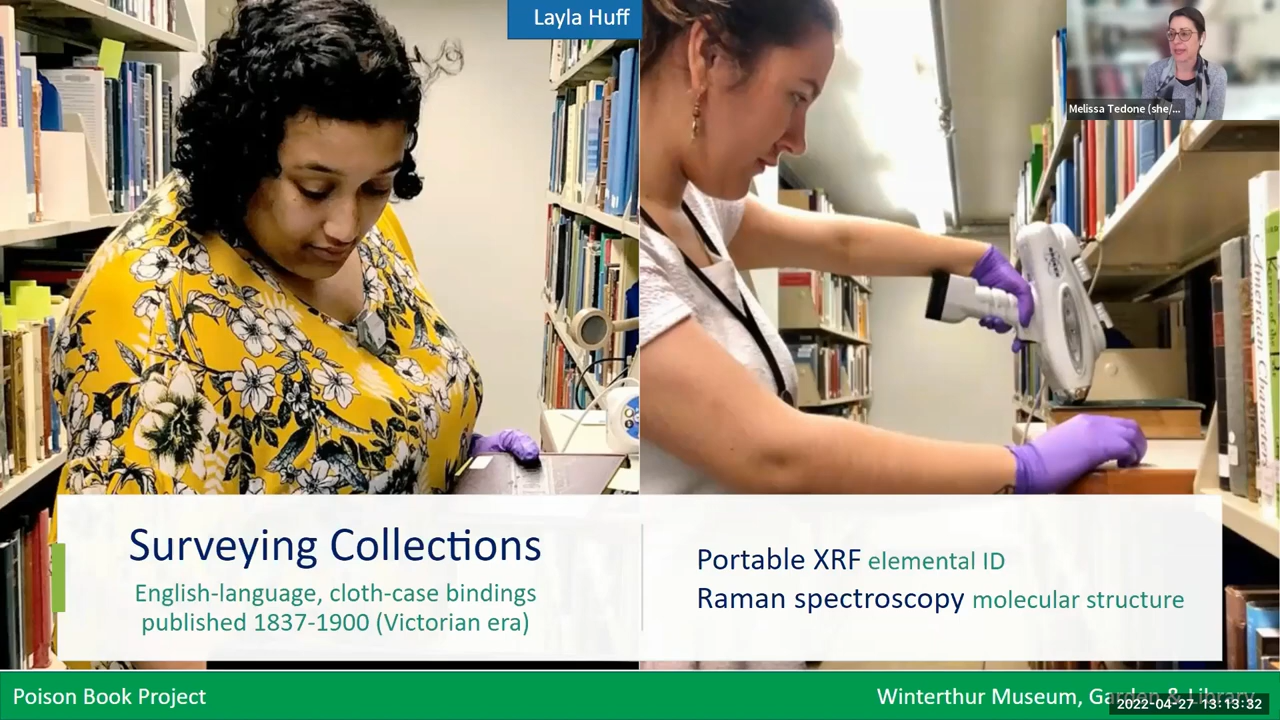 Layla Huff
Melissa Tedone (she/...
Surveying Collections
English-language, cloth-case bindings
published 1837-1900 (Victorian era)
Portable XRF elemental ID
Raman spectroscopy molecular structure
American Character
Poison Book Project
Winterthur Museum, Garden & Library
2022-04-27 13:13:32